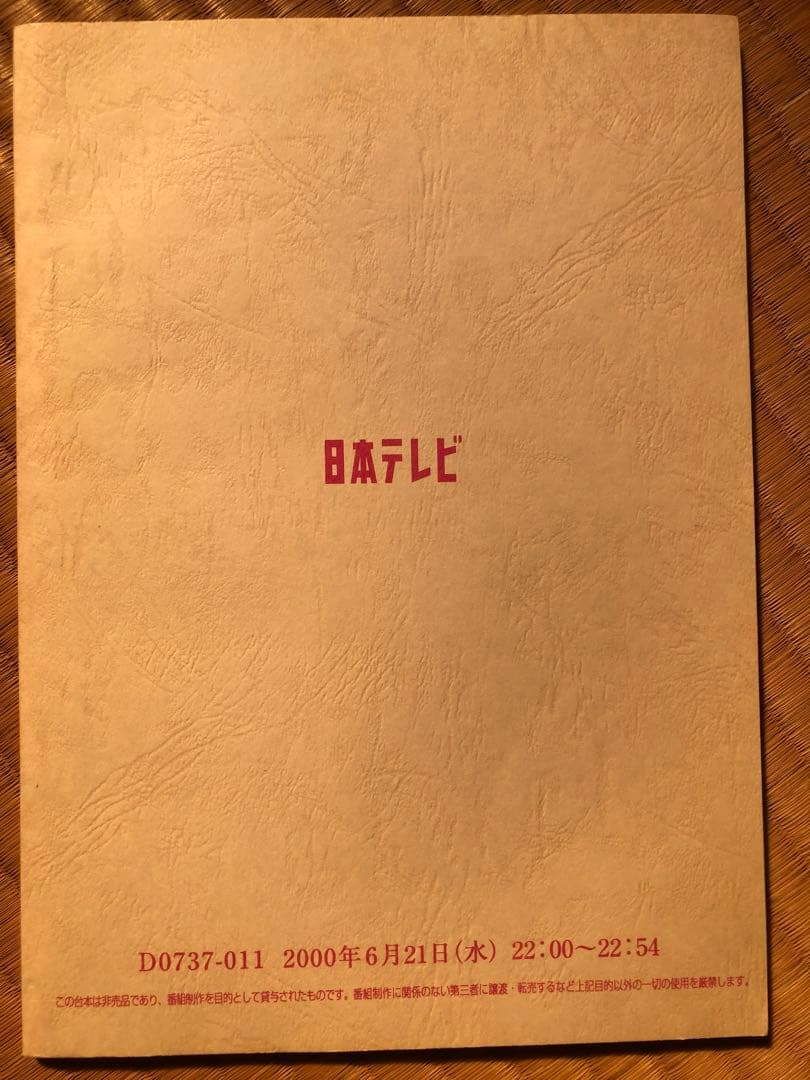 日本テレビ
D0737-011 2000年6月21日(水) 22:00〜22:54
この台本は非売品であり、番組制作を目的として貸与されたものです。番組制作に関係のない第三者に譲渡・転売するなど上記目的以外の一切の使用を厳禁します。